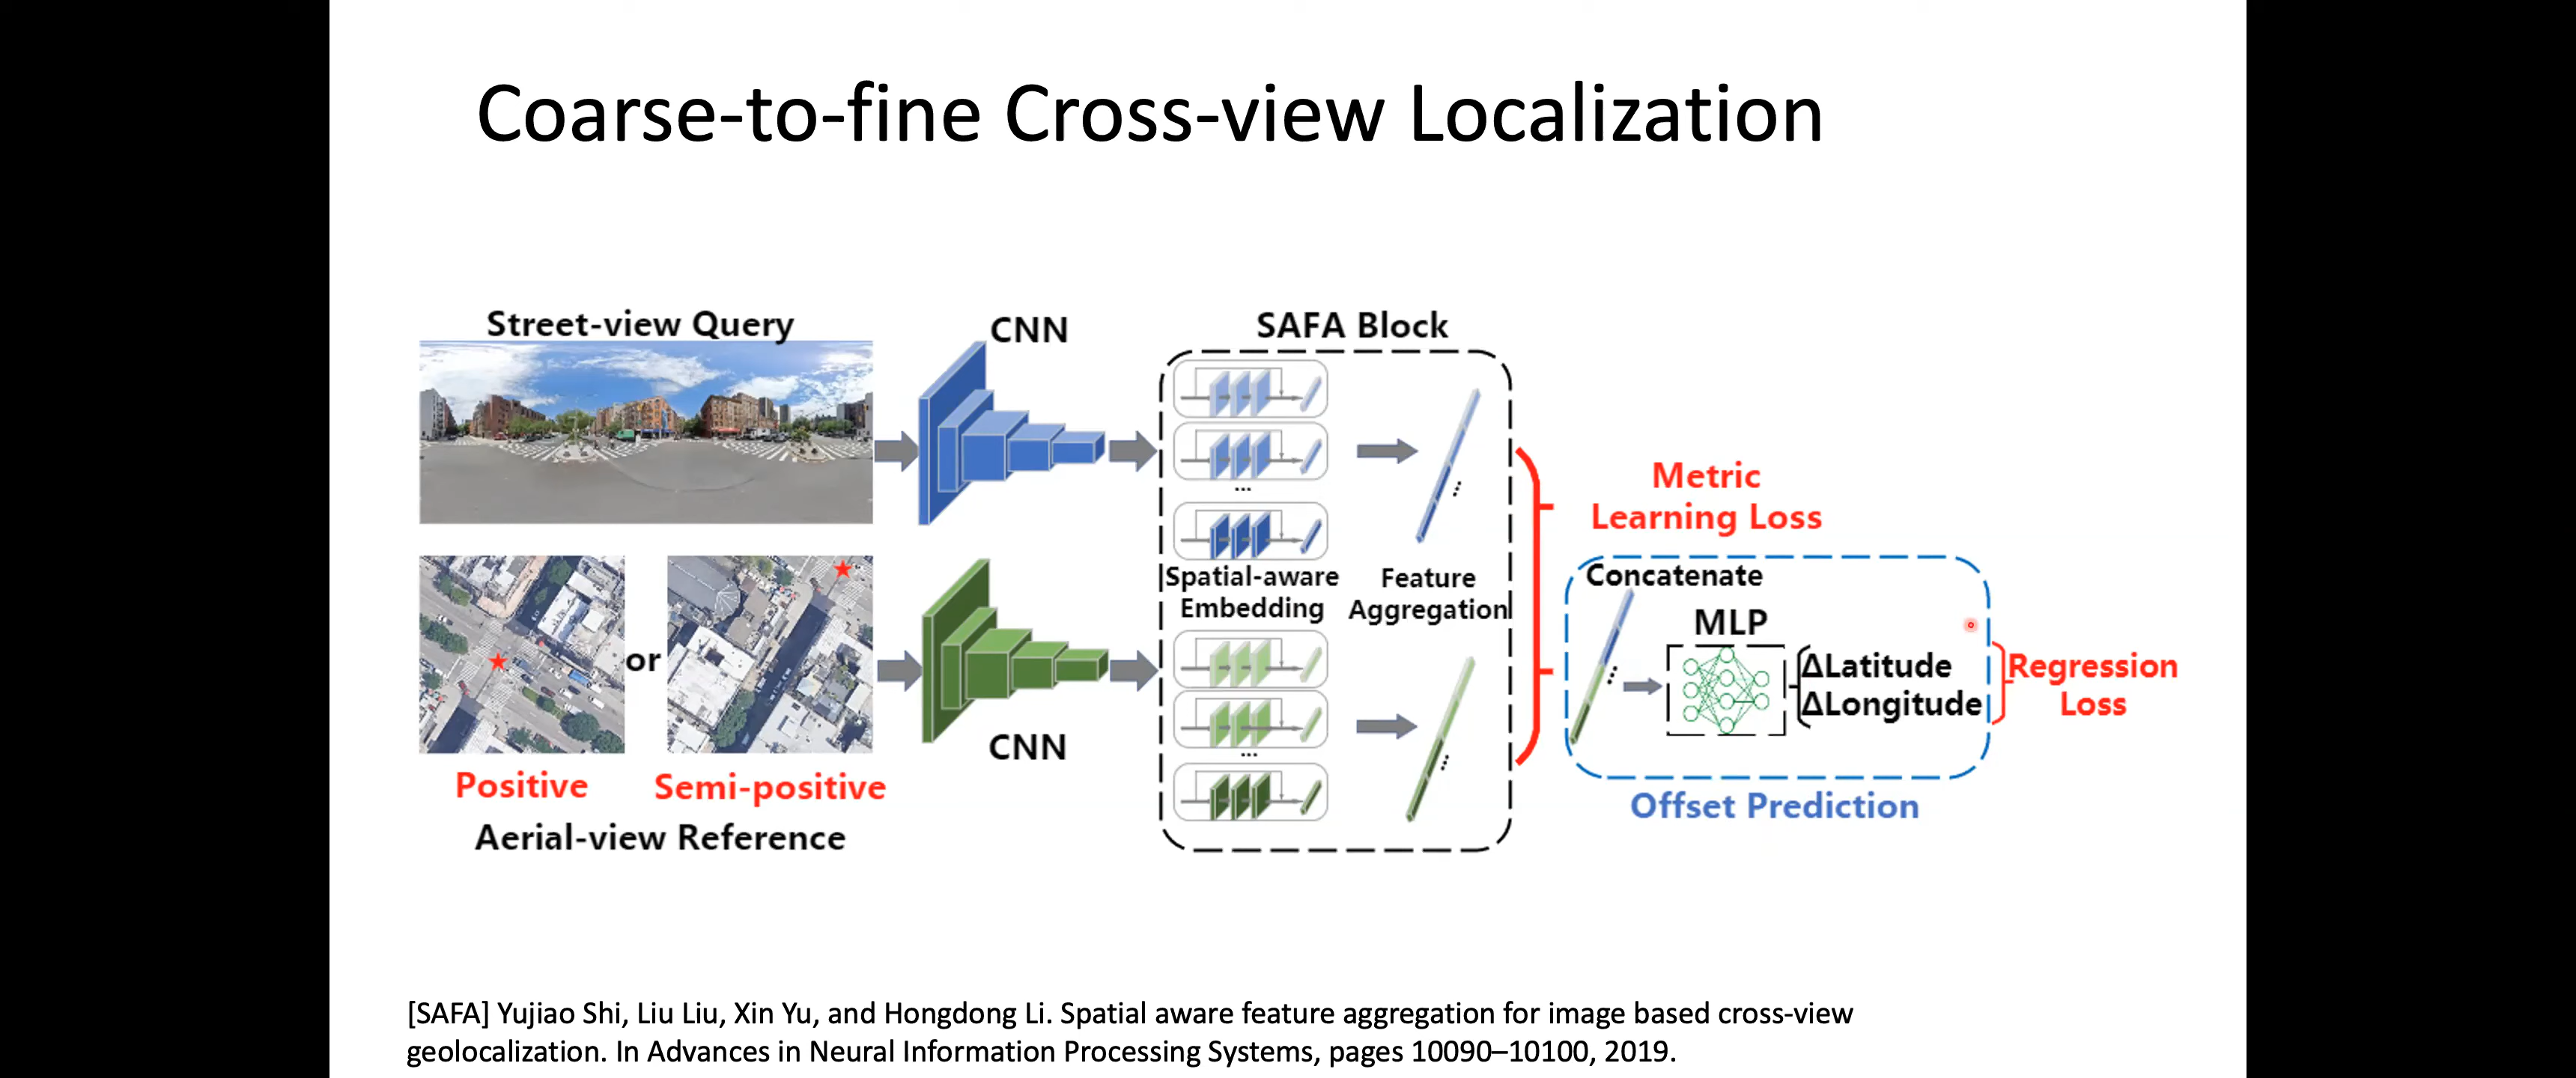 Coarse-to-fine Cross-view Localization
Street-view Query
CNN
SAFA Block
...
Spatial-aware
Embedding
Feature
Aggregation
Metric
Learning Loss
Concatenate
MLP
ΔLatitude
ΔLongitude
Regression
Loss
Offset Prediction
or
CNN
...
Positive
Semi-positive
Aerial-view Reference
[SAFA] Yujiao Shi, Liu Liu, Xin Yu, and Hongdong Li. Spatial aware feature aggregation for image based cross-view
geolocalization. In Advances in Neural Information Processing Systems, pages 10090–10100, 2019.